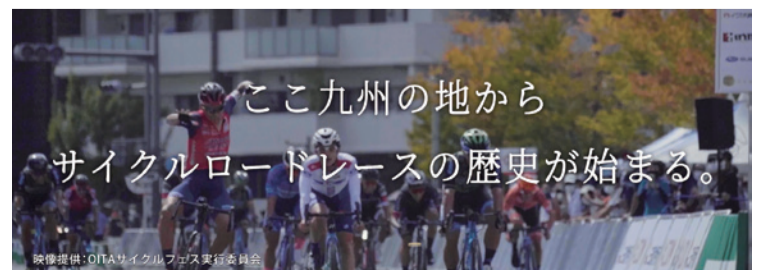 ここ九州の地から
サイクルロードレースの歴史が始まる。
映像提供:OITAサイクルフェス実行委員会